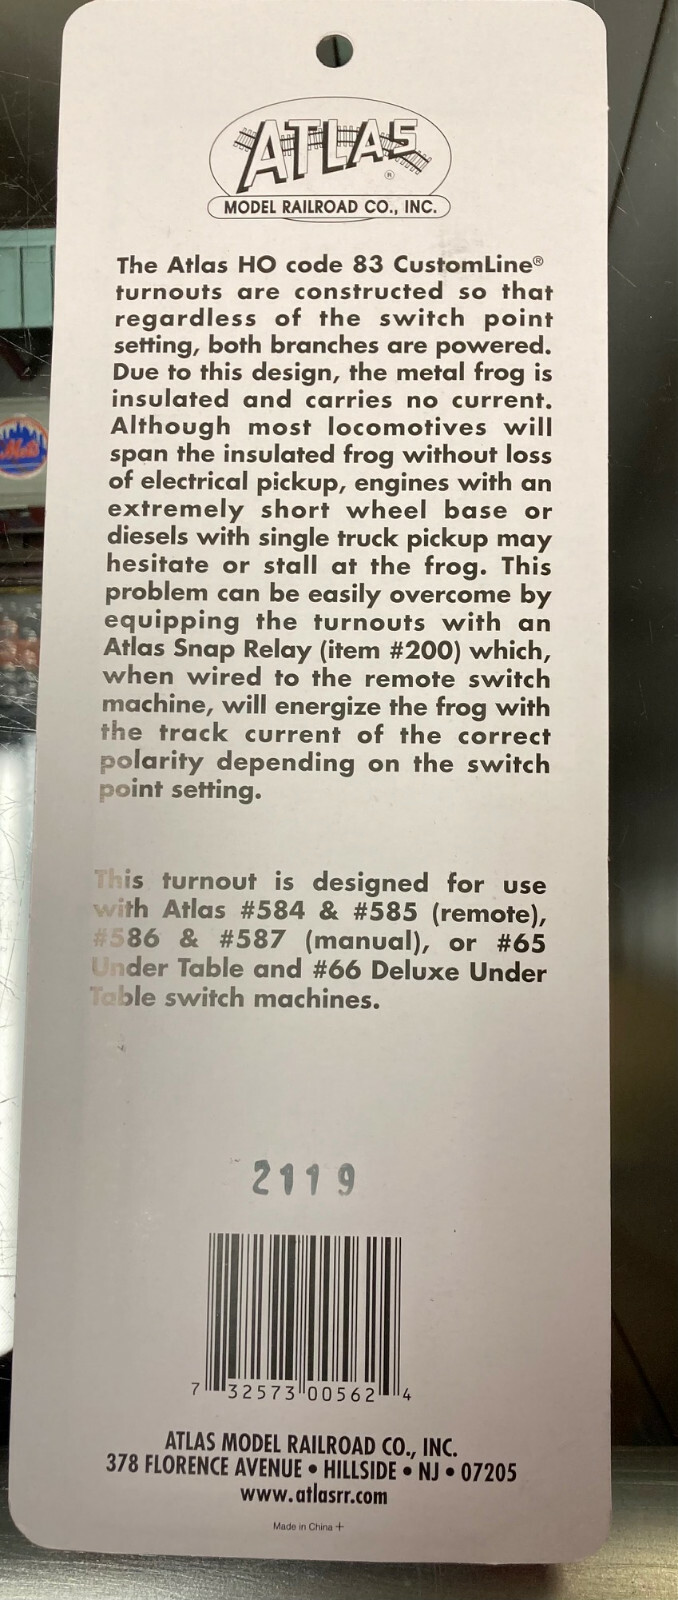 ATLAS
®
MODEL RAILROAD CO., INC.
The Atlas HO code 83 CustomLine®
turnouts are constructed so that
regardless of the switch point
setting, both branches are powered.
Due to this design, the metal frog is
insulated and carries no current.
Although most locomotives will
span the insulated frog without loss
of electrical pickup, engines with an
extremely short wheel base or
diesels with single truck pickup may
hesitate or stall at the frog. This
problem can be easily overcome by
equipping the turnouts with an
Atlas Snap Relay (item #200) which,
when wired to the remote switch
machine, will energize the frog with
the track current of the correct
polarity depending on the switch
point setting.
This turnout is designed for use
with Atlas #584 & #585 (remote),
#586 & #587 (manual), or #65
Under Table and #66 Deluxe Under
Table switch machines.
2119
7 32573 00562 4
ATLAS MODEL RAILROAD CO., INC.
378 FLORENCE AVENUE • HILLSIDE • NJ • 07205
www.atlasrr.com
Made in China +
Mets